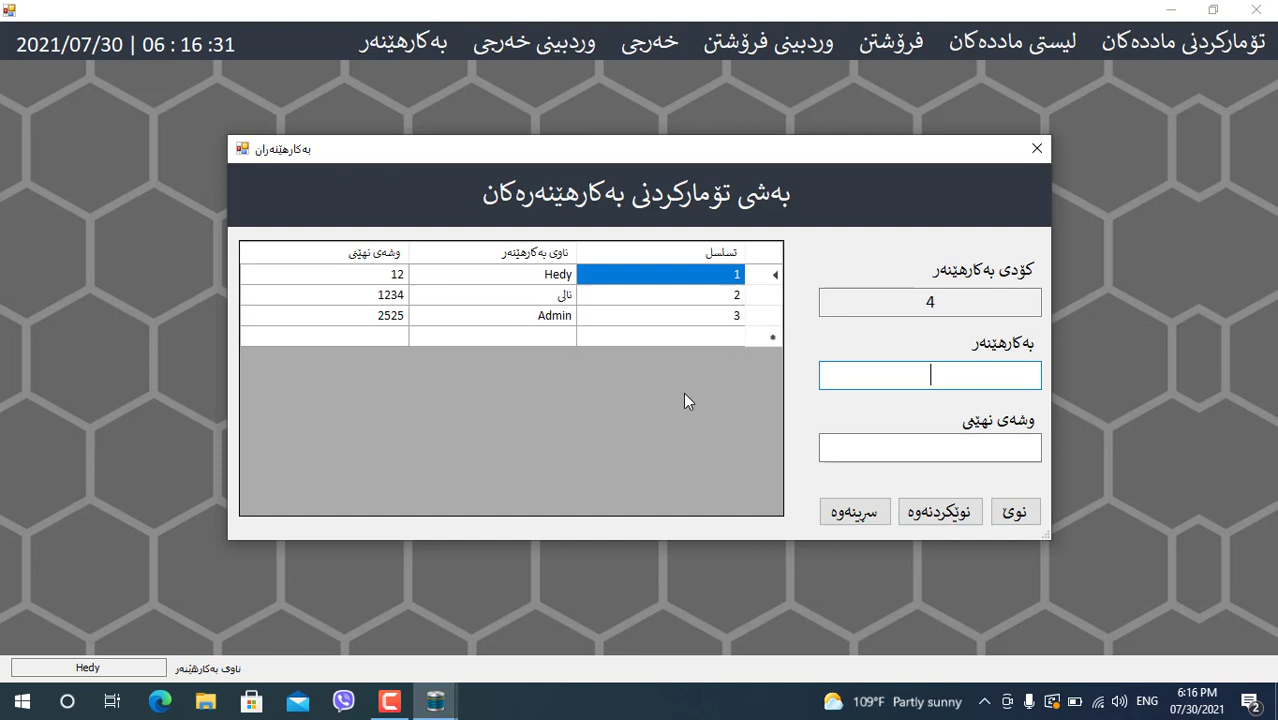 تۆمارکردنی ماددەکان لیستی ماددەکان فرۆشتن وردبینی فرۆشتن خەرجی وردبینی خەرجی بەکارهێنەر 2021/07/30 | 06 : 16 : 31
بەکارهێنەران
بەشی تۆمارکردنی بەکارهێنەرەکان
تسلسل ناوی بەکارهێنەر وشەی نهێنی
1 Hedy 12
2 نالی 1234
3 Admin 2525
کۆدی بەکارهێنەر
4
بەکارهێنەر
وشەی نهێنی
نوێ نوێکردنەوە سڕینەوە
ناوی بەکارهێنەر Hedy
109°F Partly sunny ENG 6:16 PM
07/30/2021
2